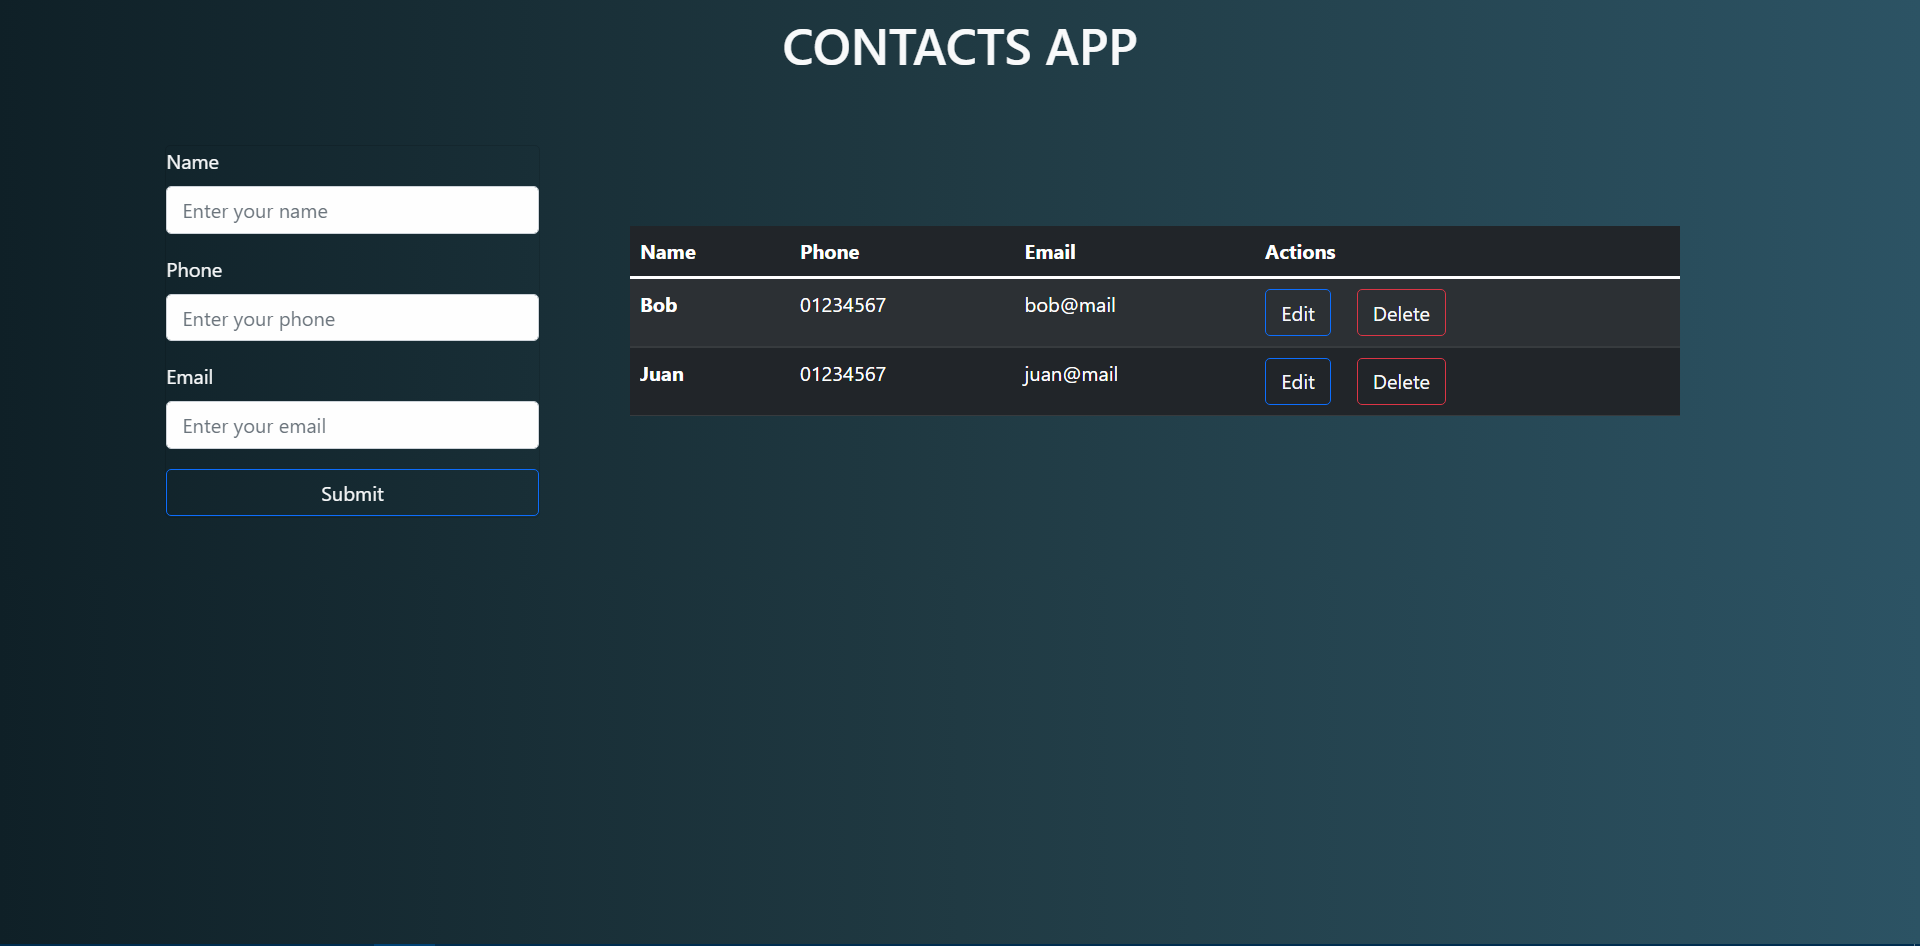 CONTACTS APP
Name
Enter your name
Phone
Enter your phone
Email
Enter your email
Submit
Name Phone Email Actions
Bob 01234567 bob@mail Edit Delete
Juan 01234567 juan@mail Edit Delete